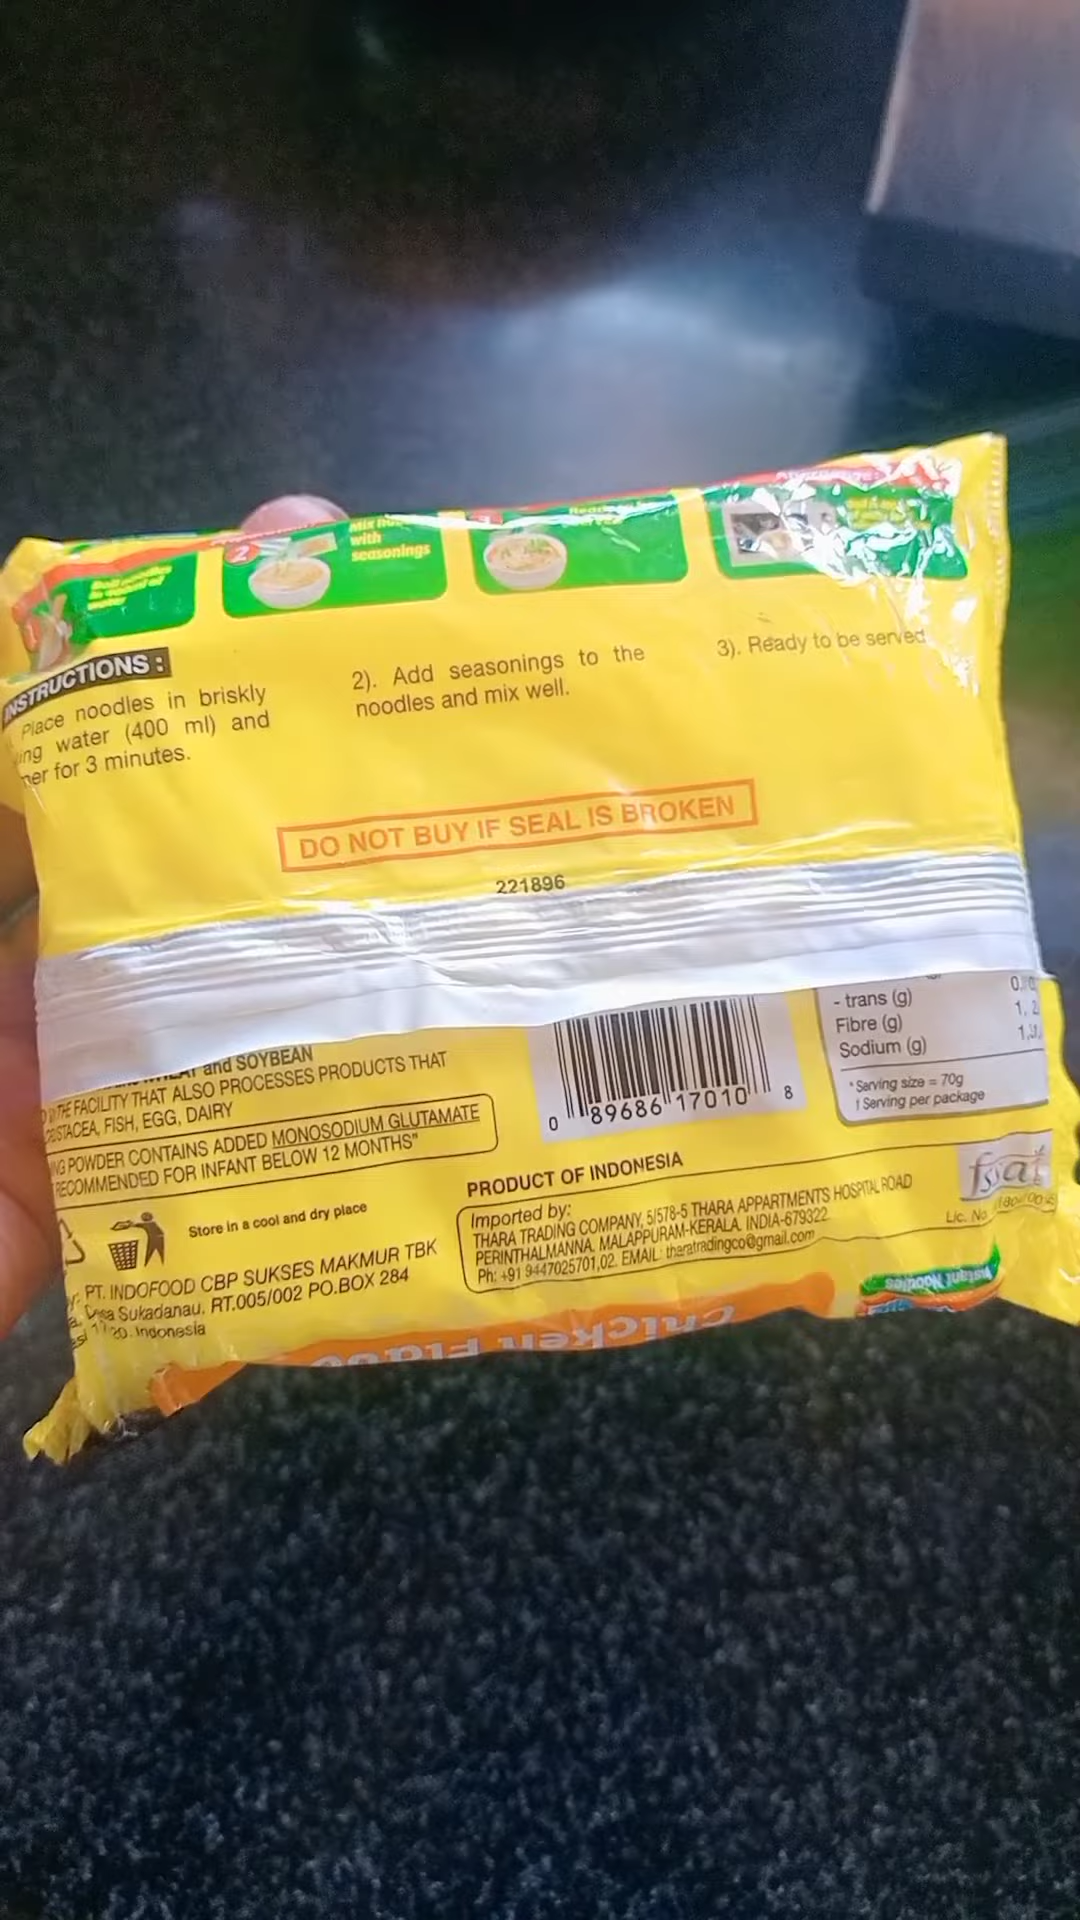 2
Mix
with
seasonings
Boil noodles
in
water
INSTRUCTIONS :
Place noodles in briskly
water (400 ml) and
for 3 minutes.
2). Add seasonings to the
noodles and mix well.
3). Ready to be served
DO NOT BUY IF SEAL IS BROKEN
221896
and SOYBEAN
THE FACILITY THAT ALSO PROCESSES PRODUCTS THAT
FISH, EGG, DAIRY
POWDER CONTAINS ADDED MONOSODIUM GLUTAMATE
RECOMMENDED FOR INFANT BELOW 12 MONTHS"
Store in a cool and dry place
PT. INDOFOOD CBP SUKSES MAKMUR TBK
Sukadanau. RT.005/002 PO.BOX 284
Indonesia
0 89686 17010 8
- trans (g)
Fibre (g)
Sodium (g)
* Serving size = 70g
1 Serving per package
PRODUCT OF INDONESIA
Imported by:
THARA TRADING COMPANY, 5/578-5 THARA APPARTMENTS HOSPITAL ROAD
PERINTHALMANNA. MALAPPURAM-KERALA. INDIA-679322
Ph: +91 9447025701,02. EMAIL: tharatradingco@gmail.com
fssai
Lic. No.
Instant Noodles
Chicken